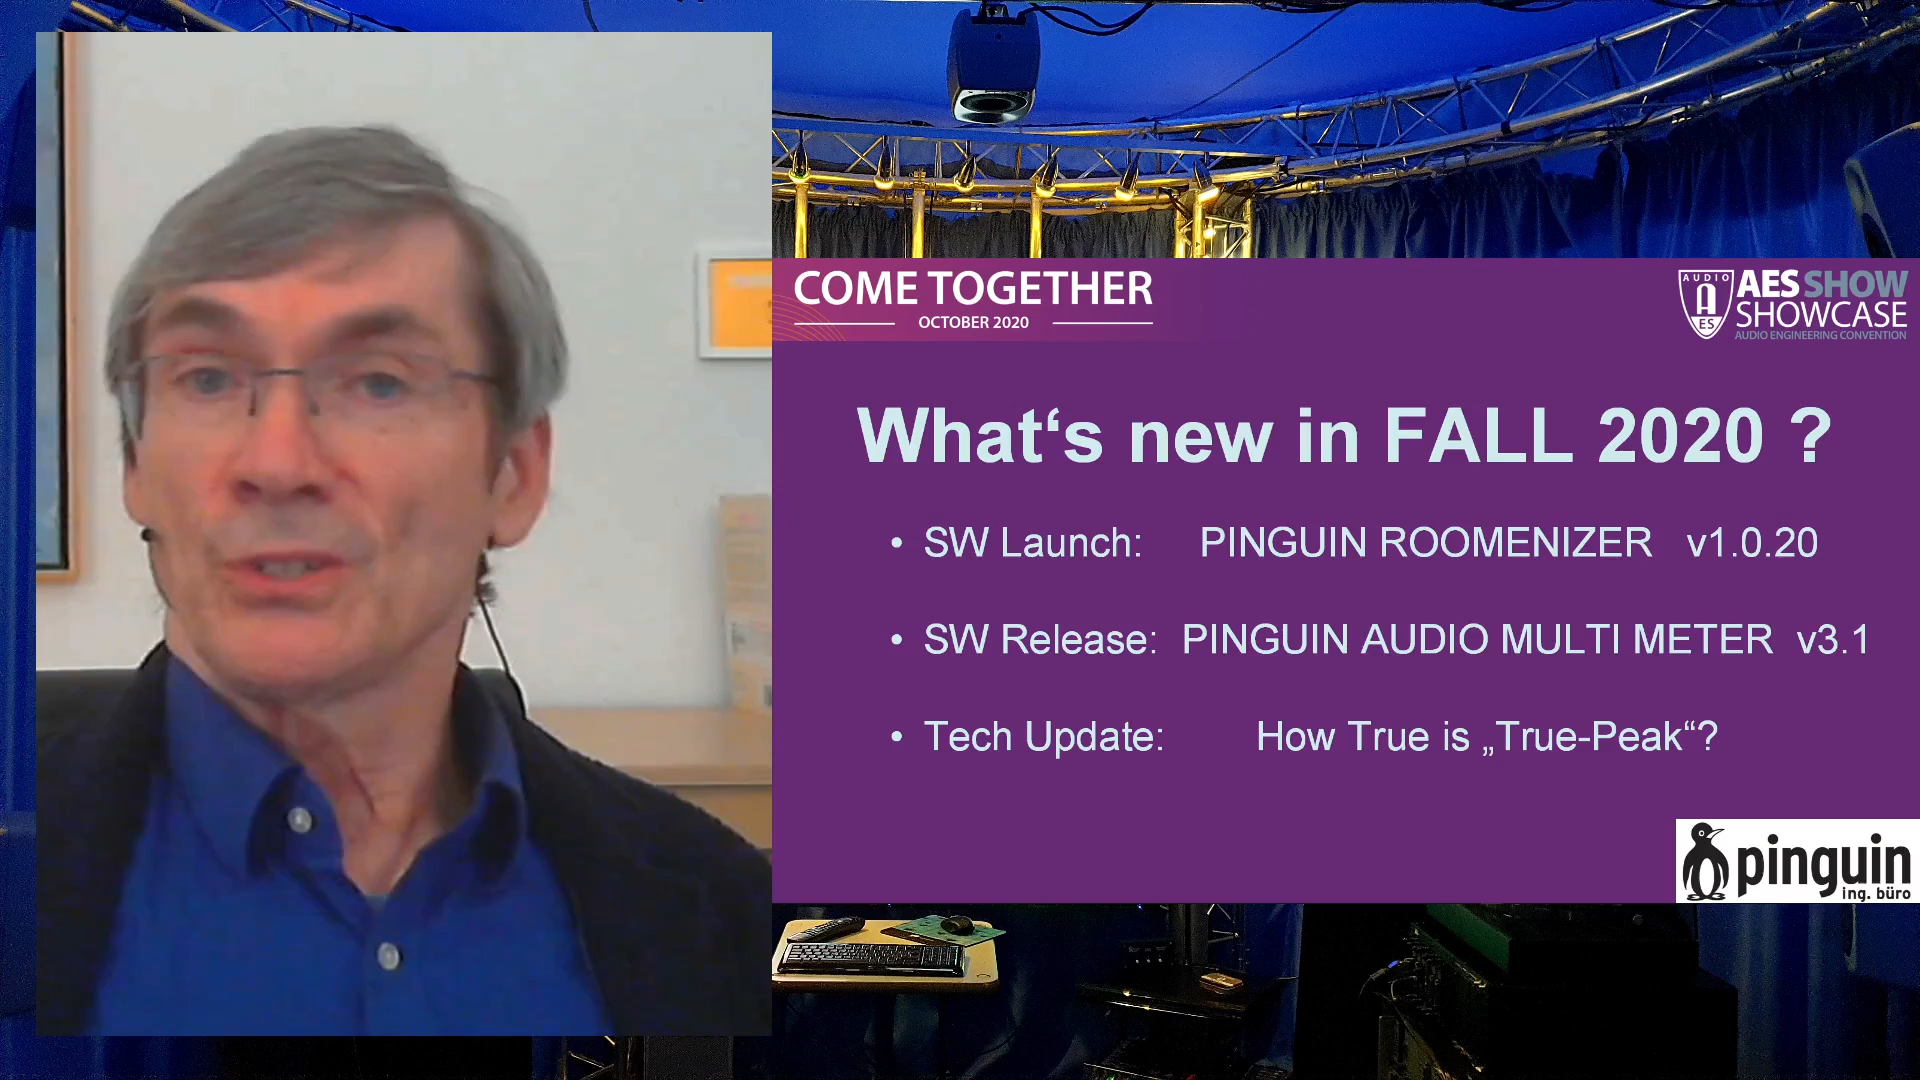 COME TOGETHER
OCTOBER 2020
AUDIO
A
ES
AES SHOW
SHOWCASE
AUDIO ENGINEERING CONVENTION
What‘s new in FALL 2020 ?
• SW Launch: PINGUIN ROOMENIZER v1.0.20
• SW Release: PINGUIN AUDIO MULTI METER v3.1
• Tech Update: How True is „True-Peak“?
pinguin
ing. büro